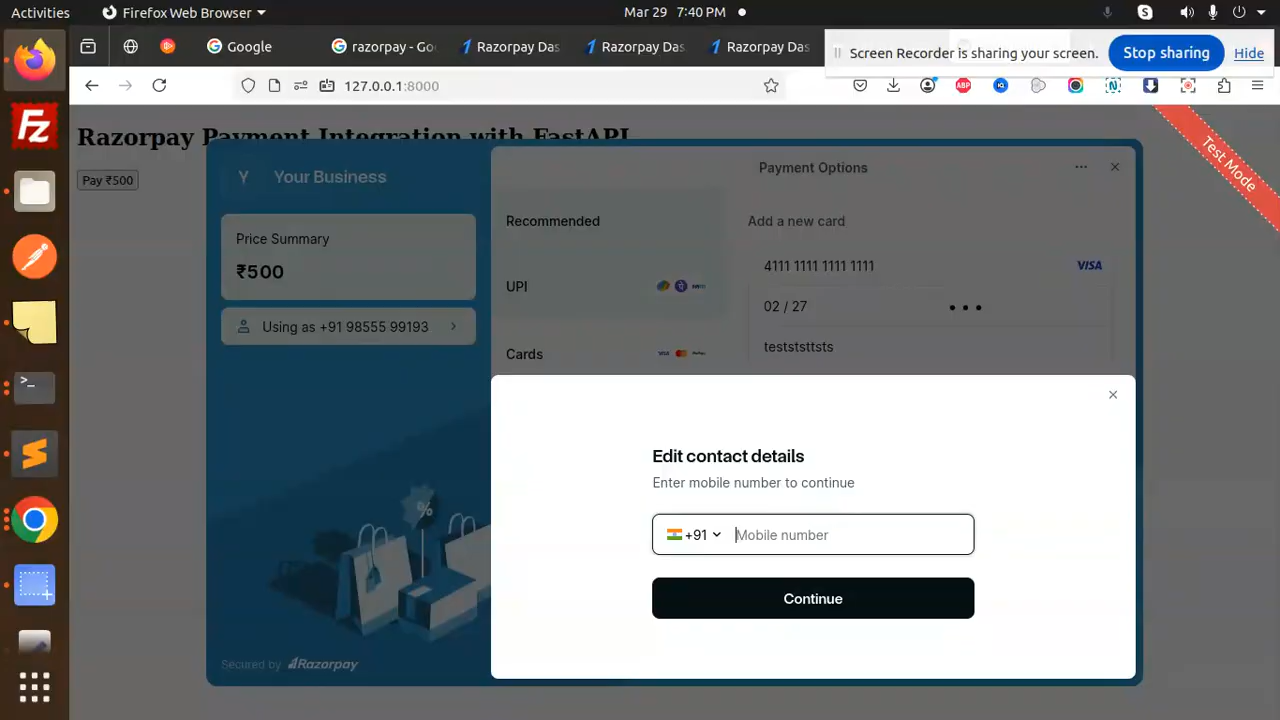 Activities
Firefox Web Browser
Mar 29 7:40 PM
Google
razorpay - Go
Razorpay Das
Razorpay Das
Razorpay Das
Screen Recorder is sharing your screen.
Stop sharing
Hide
127.0.0.1:8000
ABP
Razorpay Payment Integration with FastAPI
Pay ₹500
Test Mode
Y
Your Business
Price Summary
₹500
Using as +91 98555 99193
%
Secured by Razorpay
Payment Options
Recommended
UPI
Cards
Add a new card
4111 1111 1111 1111
VISA
02 / 27
testststtsts
Edit contact details
Enter mobile number to continue
+91
Mobile number
Continue